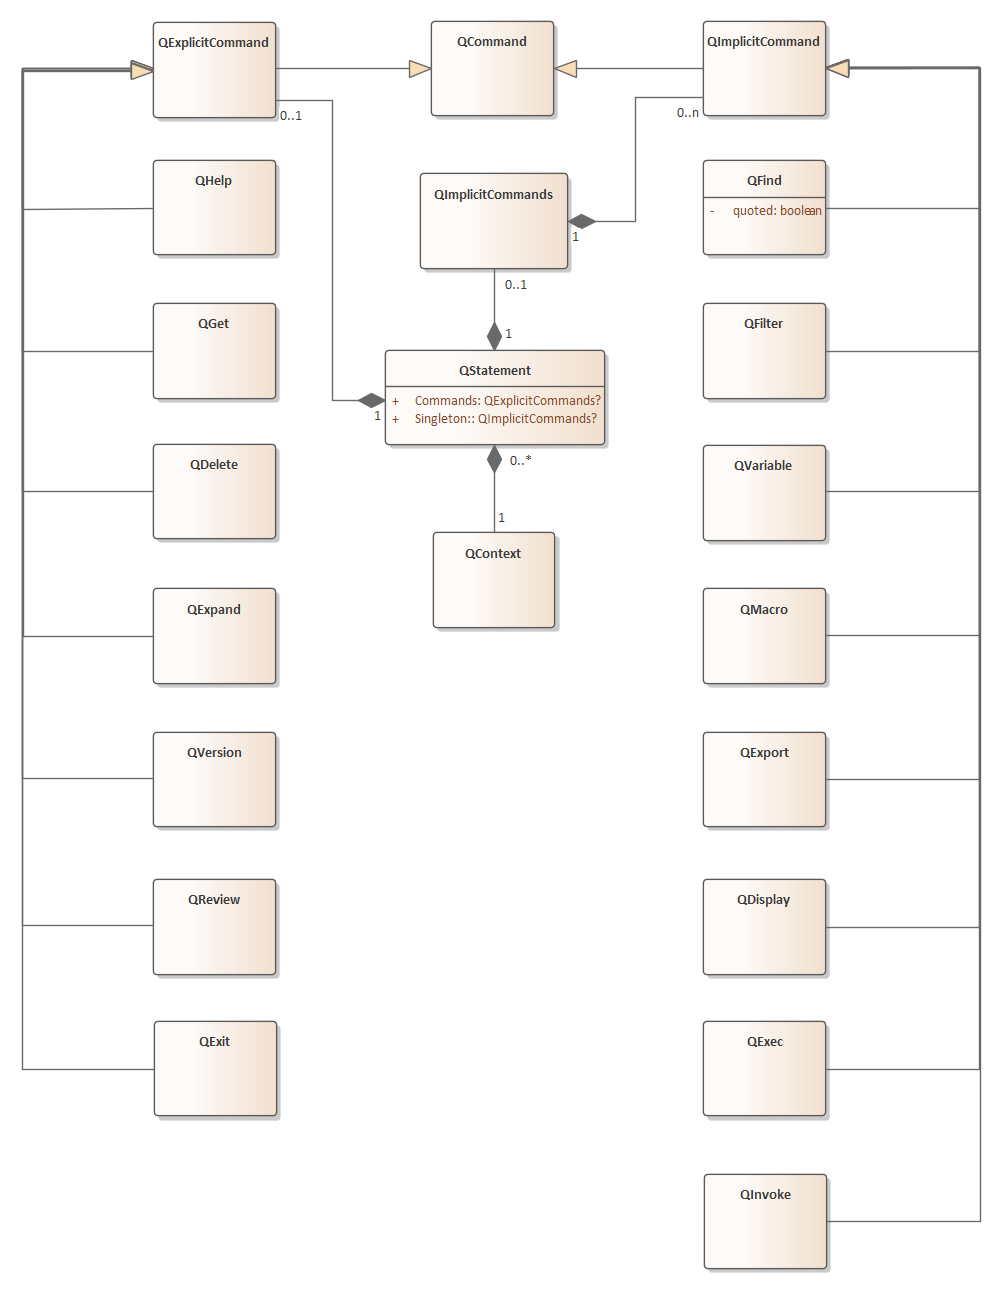 QExplicitCommand
QCommand
QImplicitCommand
0..1
0..n
QHelp
QImplicitCommands
QFind
- quoted: boolean
1
0..1
QGet
1
QFilter
QStatement
+ Commands: QExplicitCommands?
+ Singleton:: QImplicitCommands?
1
QDelete
0..*
QVariable
1
QContext
QExpand
QMacro
QVersion
QExport
QReview
QDisplay
QExit
QExec
QInvoke